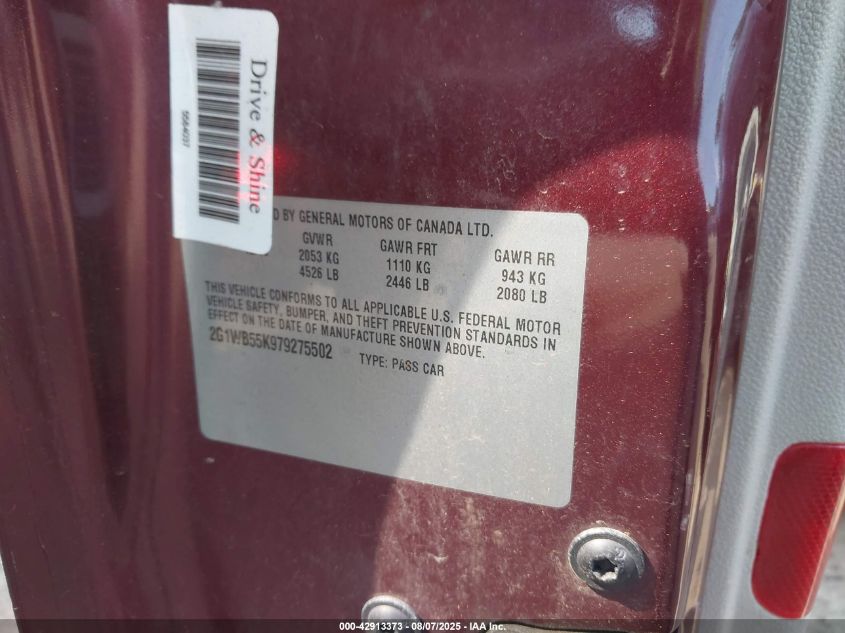 Drive & Shine
D BY GENERAL MOTORS OF CANADA LTD.
GVWR GAWR FRT GAWR RR
2053 KG 1110 KG 943 KG
4526 LB 2446 LB 2080 LB
THIS VEHICLE CONFORMS TO ALL APPLICABLE U.S. FEDERAL MOTOR
VEHICLE SAFETY, BUMPER, AND THEFT PREVENTION STANDARDS IN
EFFECT ON THE DATE OF MANUFACTURE SHOWN ABOVE.
2G1WB55K979275502 TYPE: PASS CAR
2
000-42913373 - 08/07/2025 - IAA Inc.